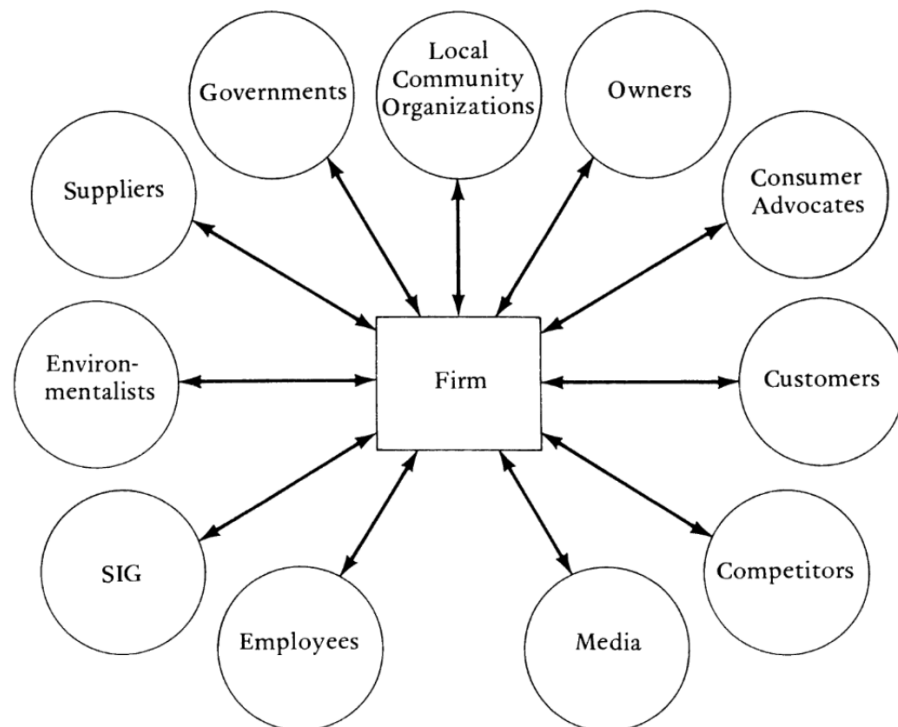 Governments
Local
Community
Organizations
Owners
Suppliers
Consumer
Advocates
Environ-
mentalists
Firm
Customers
SIG
Competitors
Employees
Media